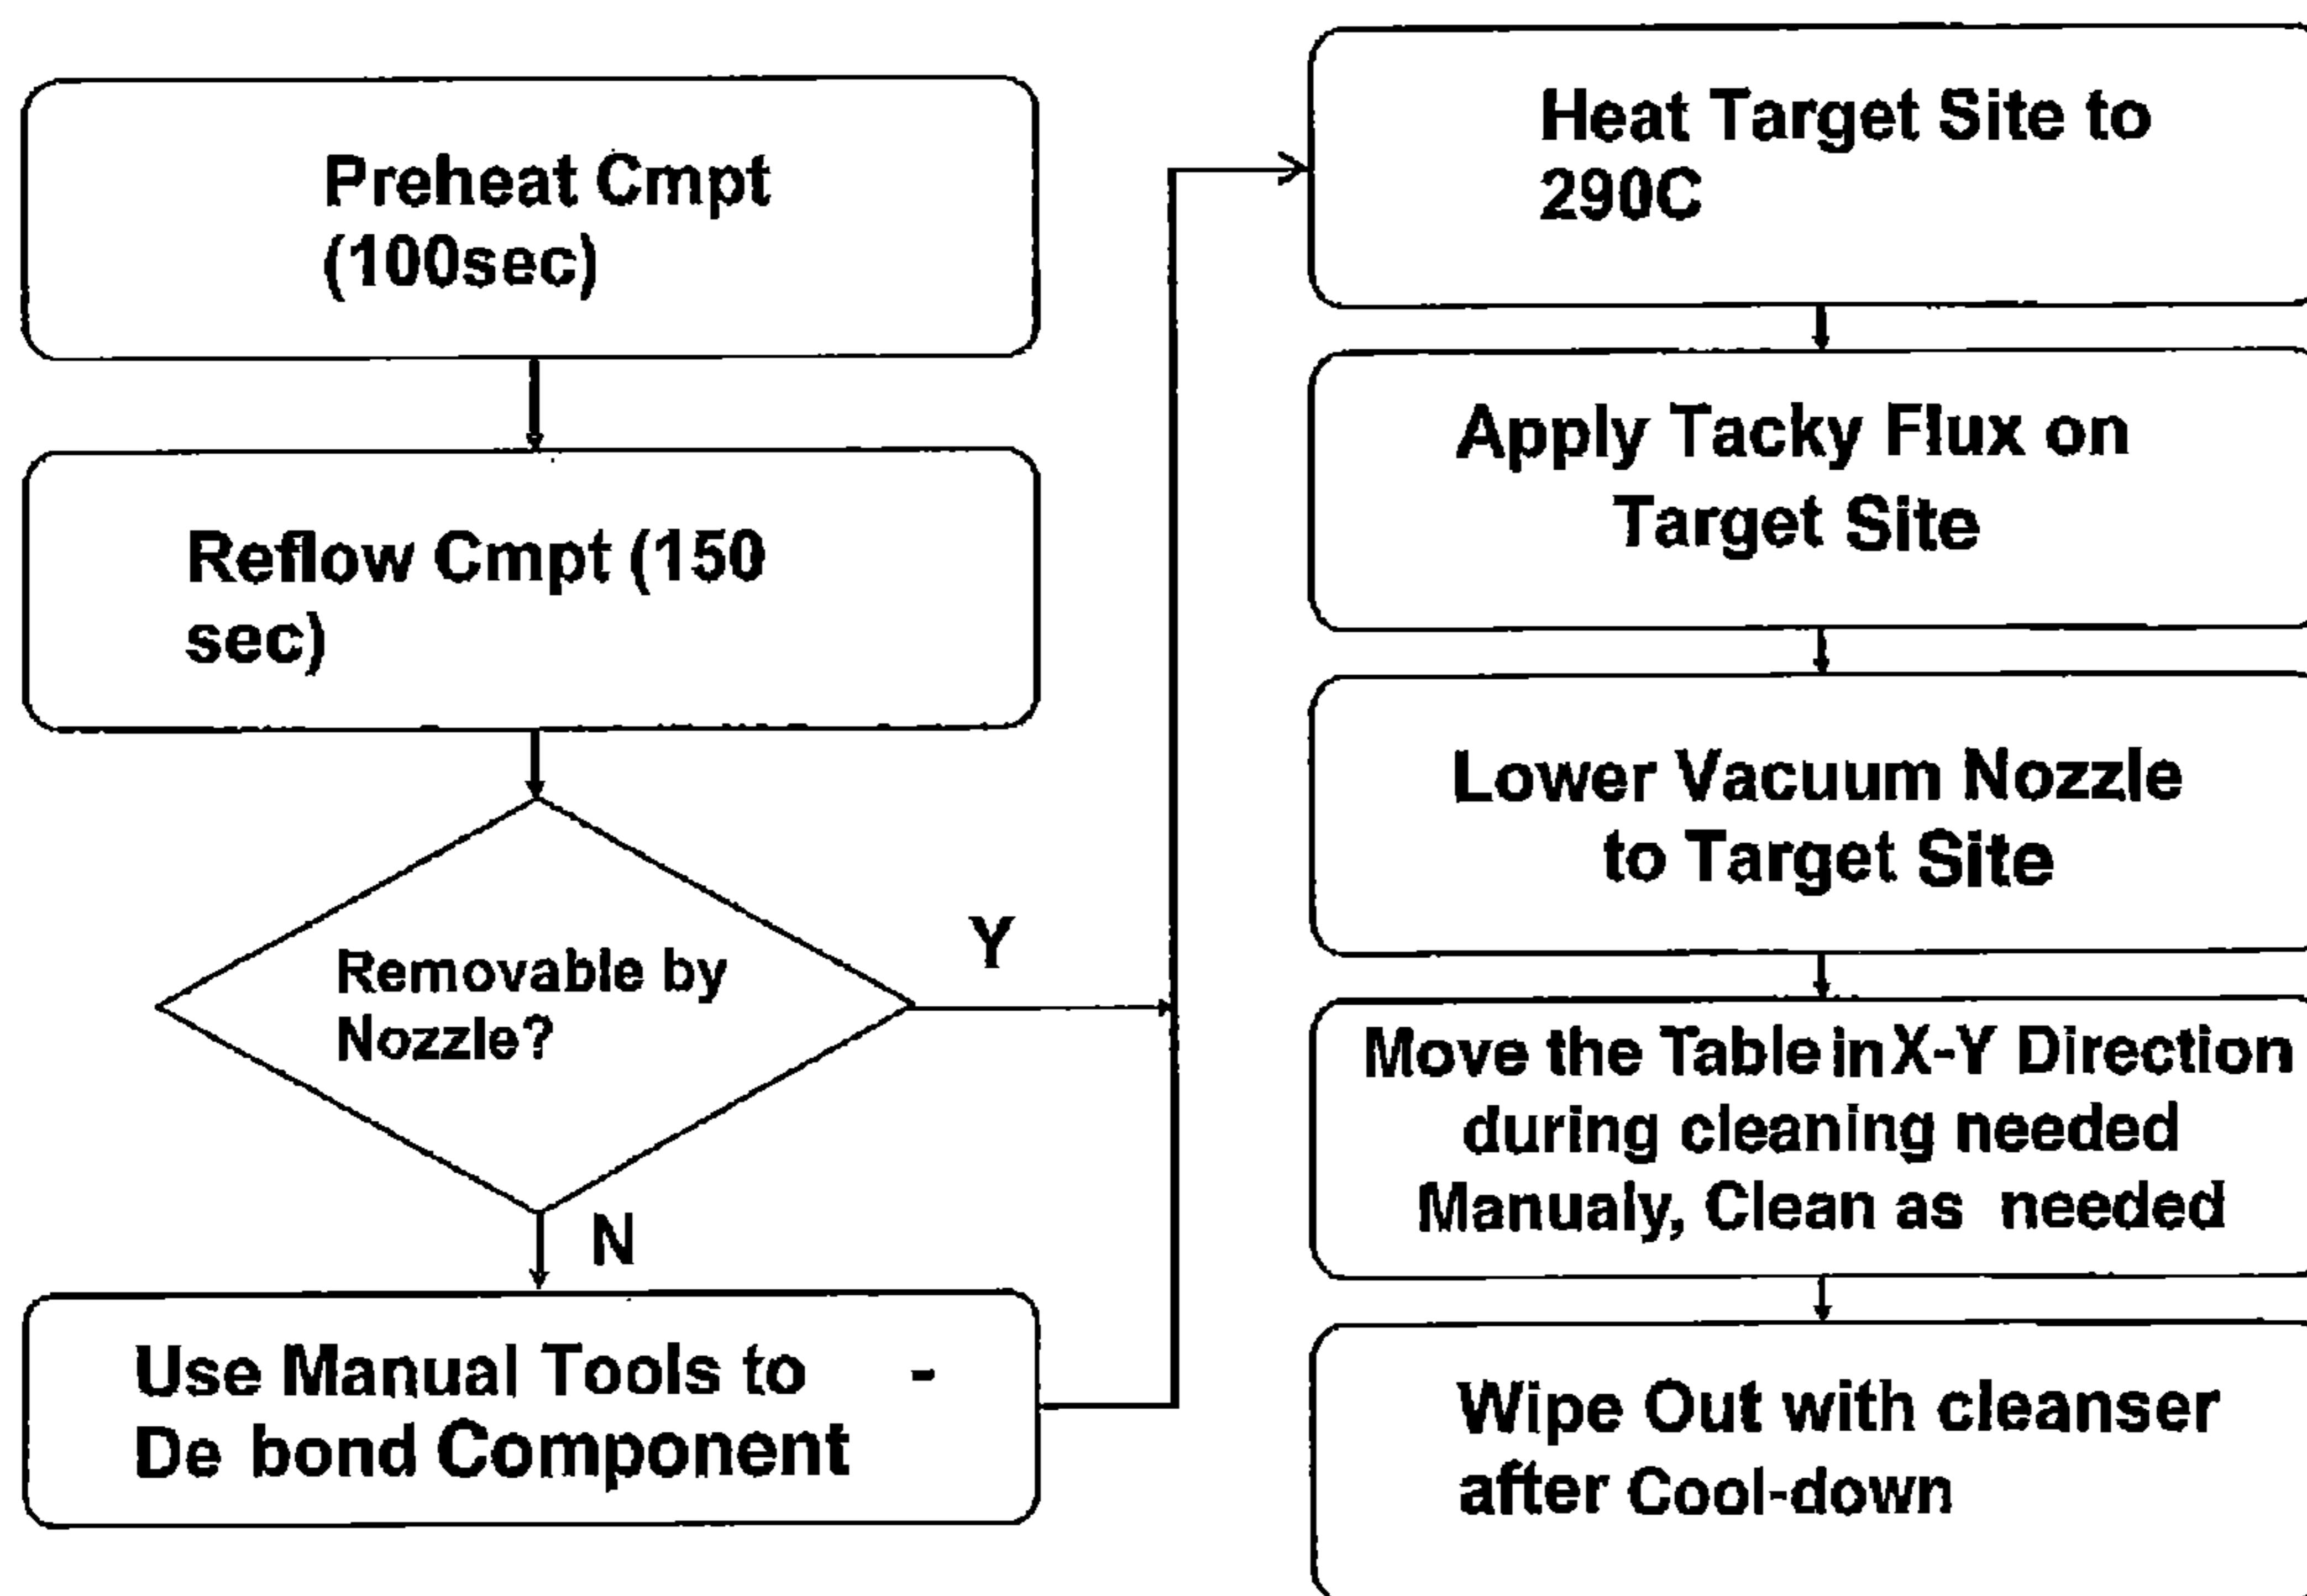 Preheat Cmpt
(100sec)
Reflow Cmpt (150
sec)
Removable by
Nozzle?
Y
N
Use Manual Tools to -
De bond Component
Heat Target Site to
290C
Apply Tacky Flux on
Target Site
Lower Vacuum Nozzle
to Target Site
Move the Table in X-Y Direction
during cleaning needed
Manualy, Clean as needed
Wipe Out with cleanser
after Cool-down